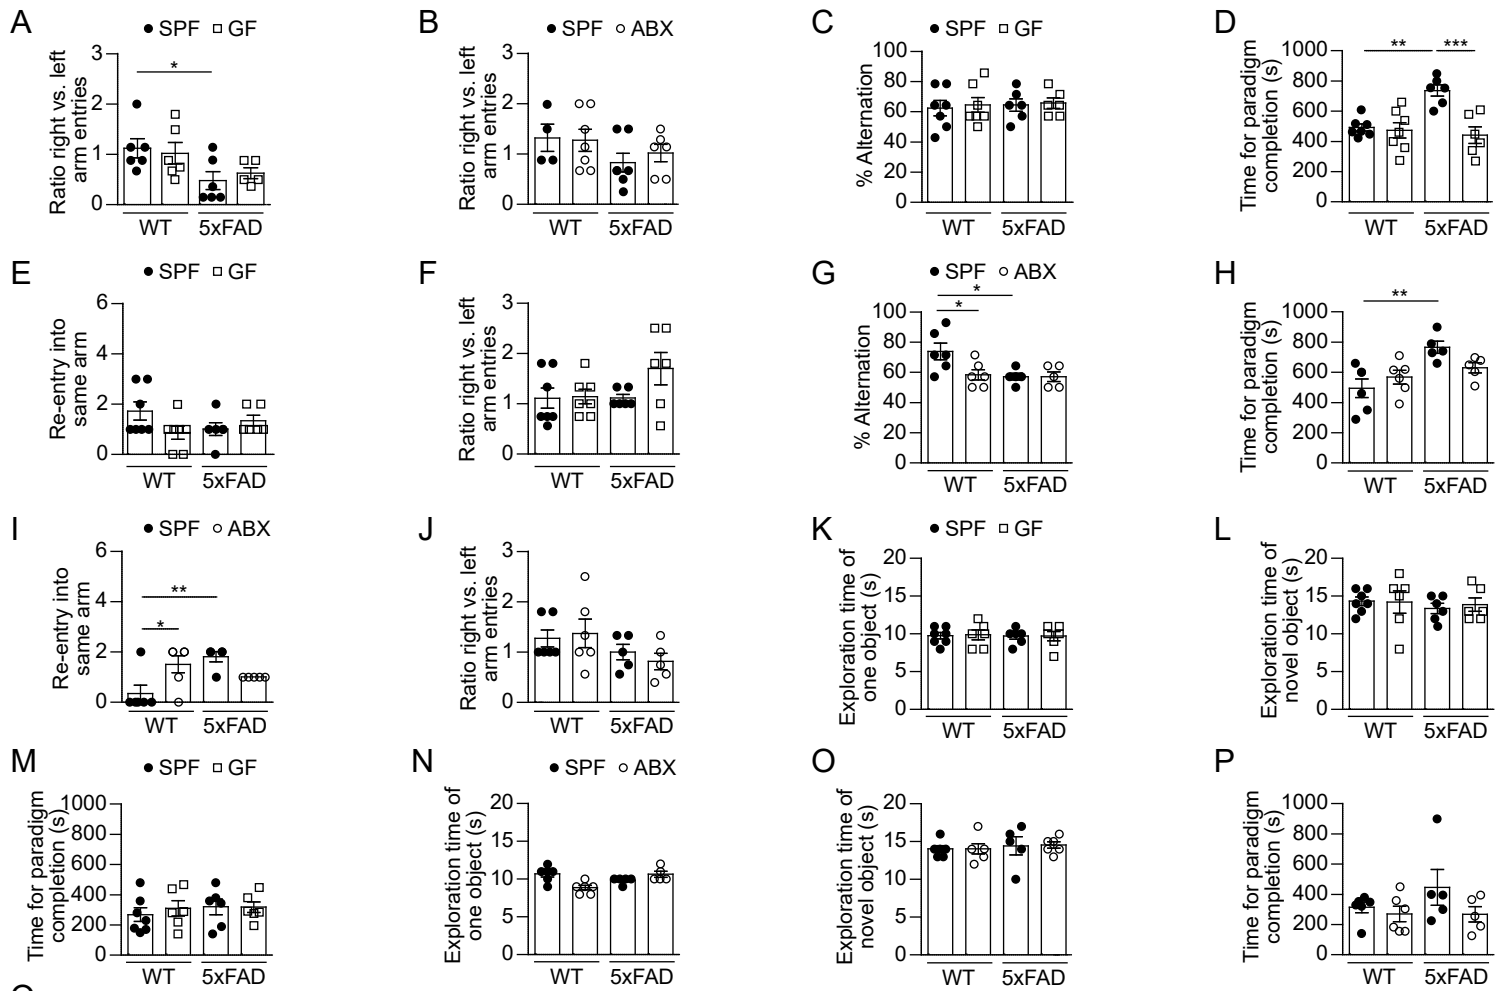 A
● SPF □ GF
Ratio right vs. left
arm entries
3
2
1
0
*
WT
5xFAD
B
● SPF ○ ABX
Ratio right vs. left
arm entries
3
2
1
0
WT
5xFAD
C
● SPF □ GF
% Alternation
100
80
60
40
20
0
WT
5xFAD
D
Time for paradigm
completion (s)
1000
800
600
400
200
0
**
***
WT
5xFAD
E
● SPF □ GF
Re-entry into
same arm
6
4
2
0
WT
5xFAD
F
Ratio right vs. left
arm entries
3
2
1
0
WT
5xFAD
G
● SPF ○ ABX
% Alternation
100
80
60
40
20
0
*
*
WT
5xFAD
H
Time for paradigm
completion (s)
1000
800
600
400
200
0
**
WT
5xFAD
I
● SPF ○ ABX
Re-entry into
same arm
6
4
2
0
**
*
WT
5xFAD
J
Ratio right vs. left
arm entries
3
2
1
0
WT
5xFAD
K
● SPF □ GF
Exploration time of
one object (s)
20
15
10
5
0
WT
5xFAD
L
Exploration time of
novel object (s)
20
15
10
5
0
WT
5xFAD
M
● SPF □ GF
Time for paradigm
completion (s)
1000
800
600
400
200
0
WT
5xFAD
N
● SPF ○ ABX
Exploration time of
one object (s)
20
15
10
5
0
WT
5xFAD
O
Exploration time of
novel object (s)
20
15
10
5
0
WT
5xFAD
P
Time for paradigm
completion (s)
1000
800
600
400
200
0
WT
5xFAD